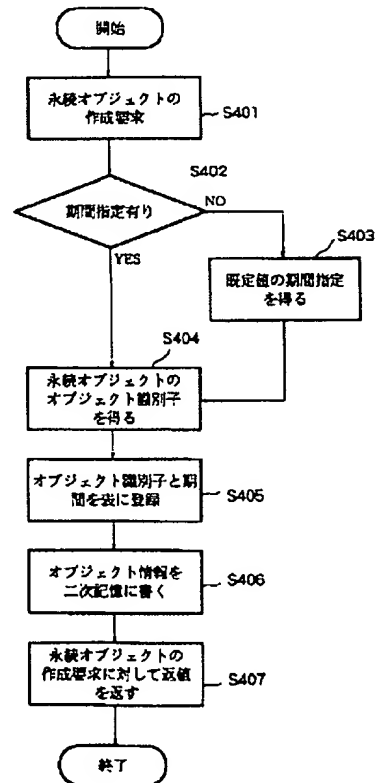 開始
永続オブジェクトの
作成要求
S401
S402
期間指定有り
NO
YES
S403
既定値の期間指定
を得る
S404
永続オブジェクトの
オブジェクト識別子
を得る
オブジェクト識別子と期
間を表に登録
S405
オブジェクト情報を
二次記憶に書く
S406
永続オブジェクトの
作成要求に対して返値
を返す
S407
終了